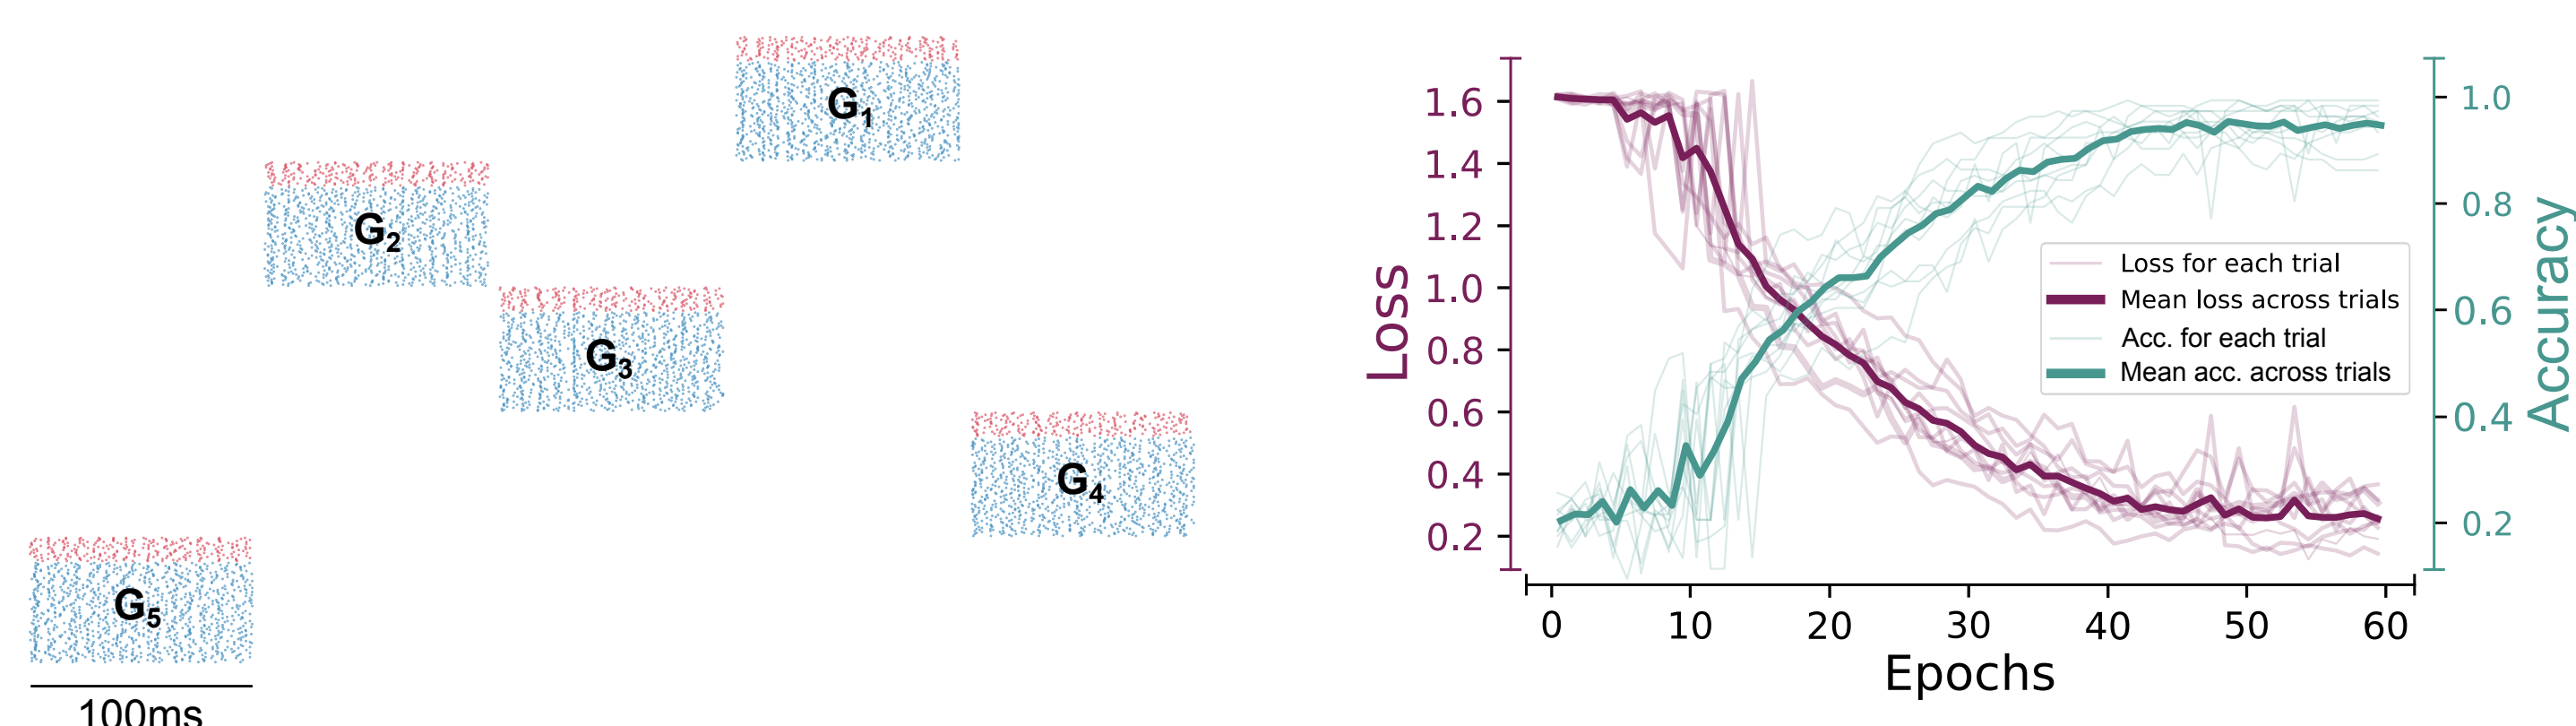 G1
G2
G3
G4
G5
100ms
Loss
1.6
1.4
1.2
1.0
0.8
0.6
0.4
0.2
0 10 20 30 40 50 60
Epochs
Loss for each trial
Mean loss across trials
Acc. for each trial
Mean acc. across trials
1.0
0.8
0.6
0.4
0.2
Accuracy